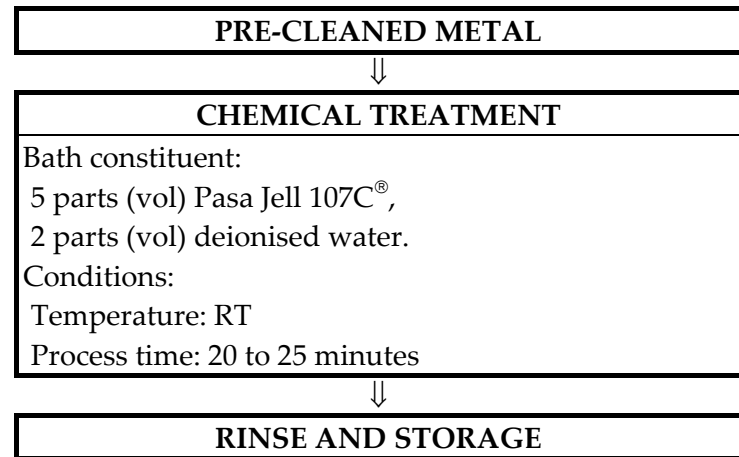 PRE-CLEANED METAL
⇓
CHEMICAL TREATMENT
Bath constituent:
5 parts (vol) Pasa Jell 107C®,
2 parts (vol) deionised water.
Conditions:
Temperature: RT
Process time: 20 to 25 minutes
⇓
RINSE AND STORAGE